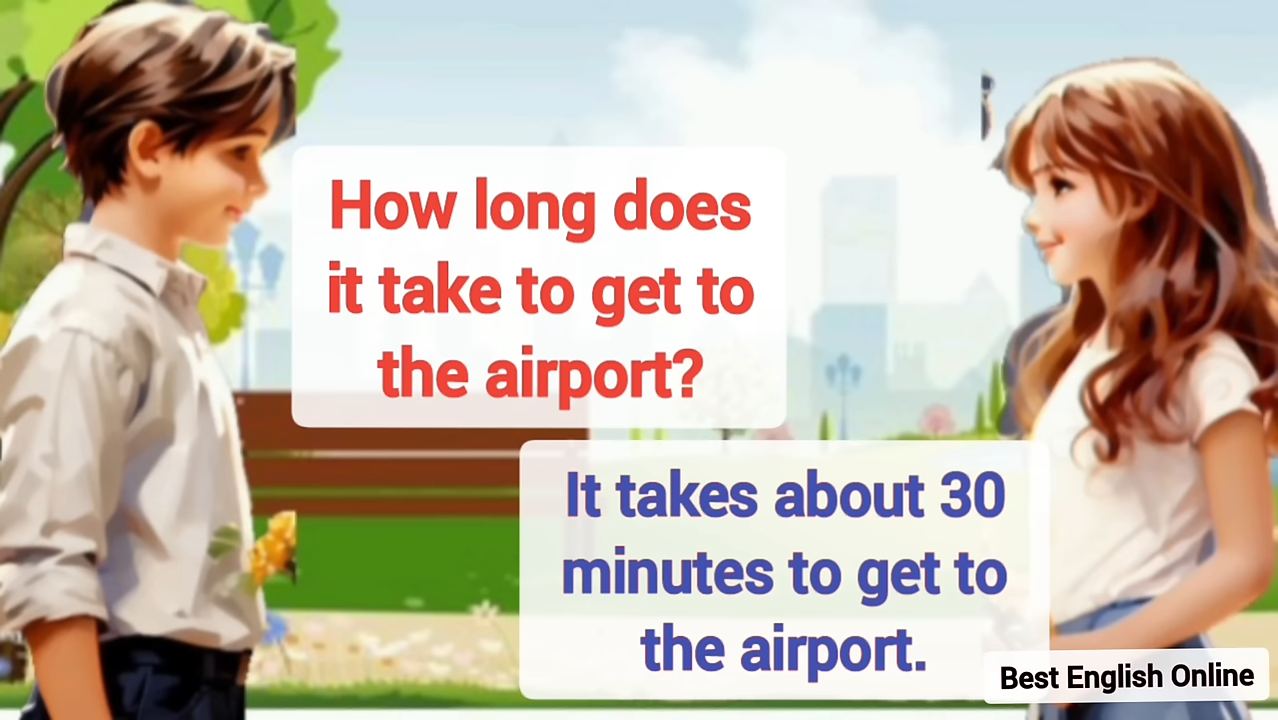 How long does
it take to get to
the airport?
It takes about 30
minutes to get to
the airport.
Best English Online